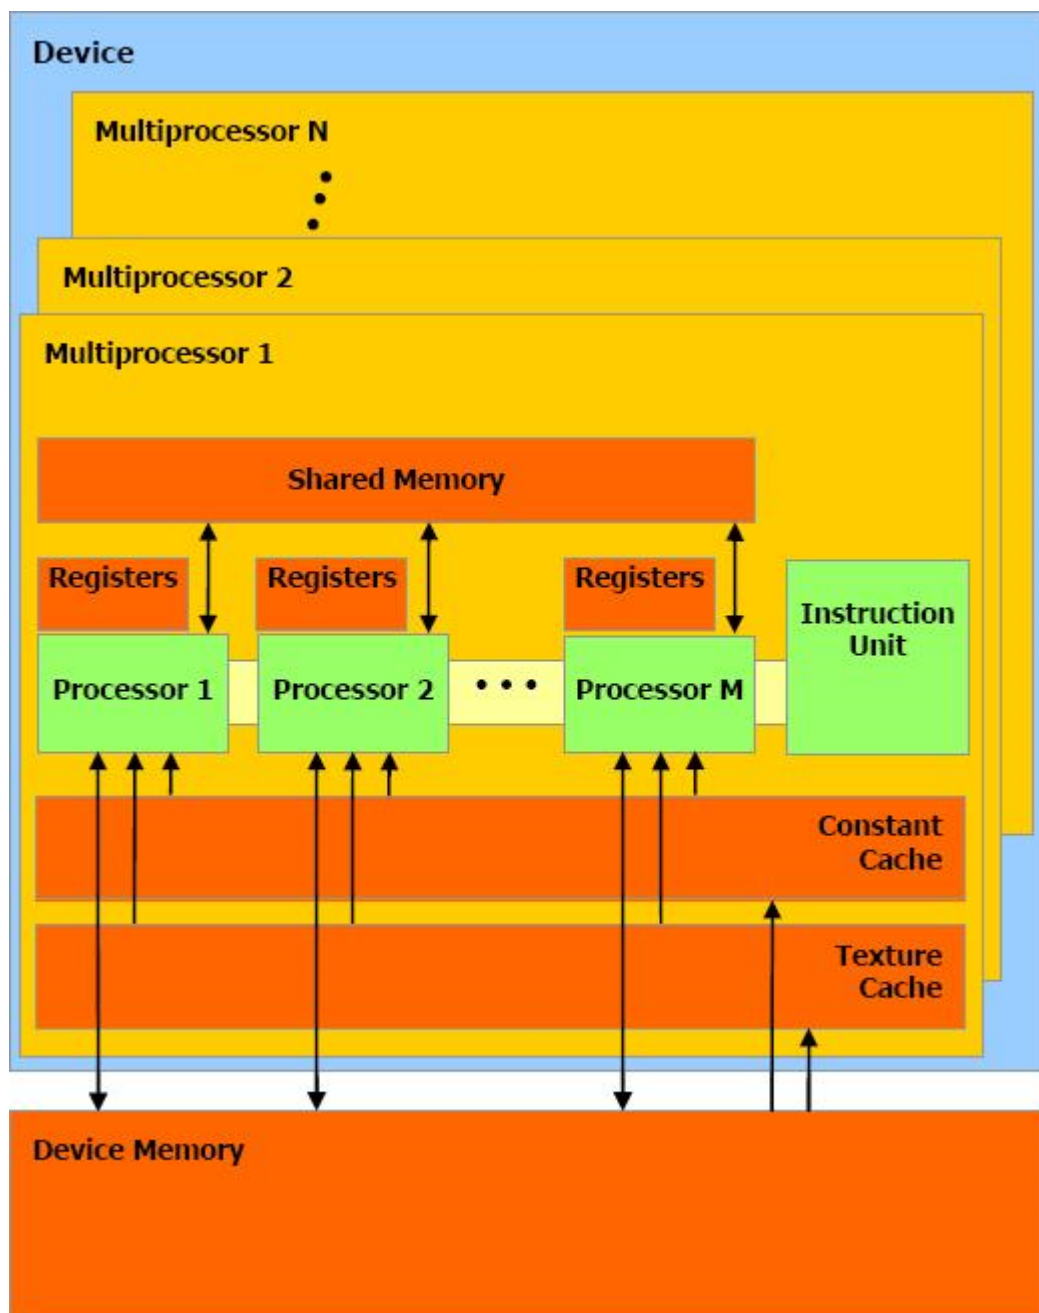 Device
Multiprocessor N
Multiprocessor 2
Multiprocessor 1
Shared Memory
Registers
Registers
Registers
Instruction
Unit
Processor 1
Processor 2
Processor M
Constant
Cache
Texture
Cache
Device Memory